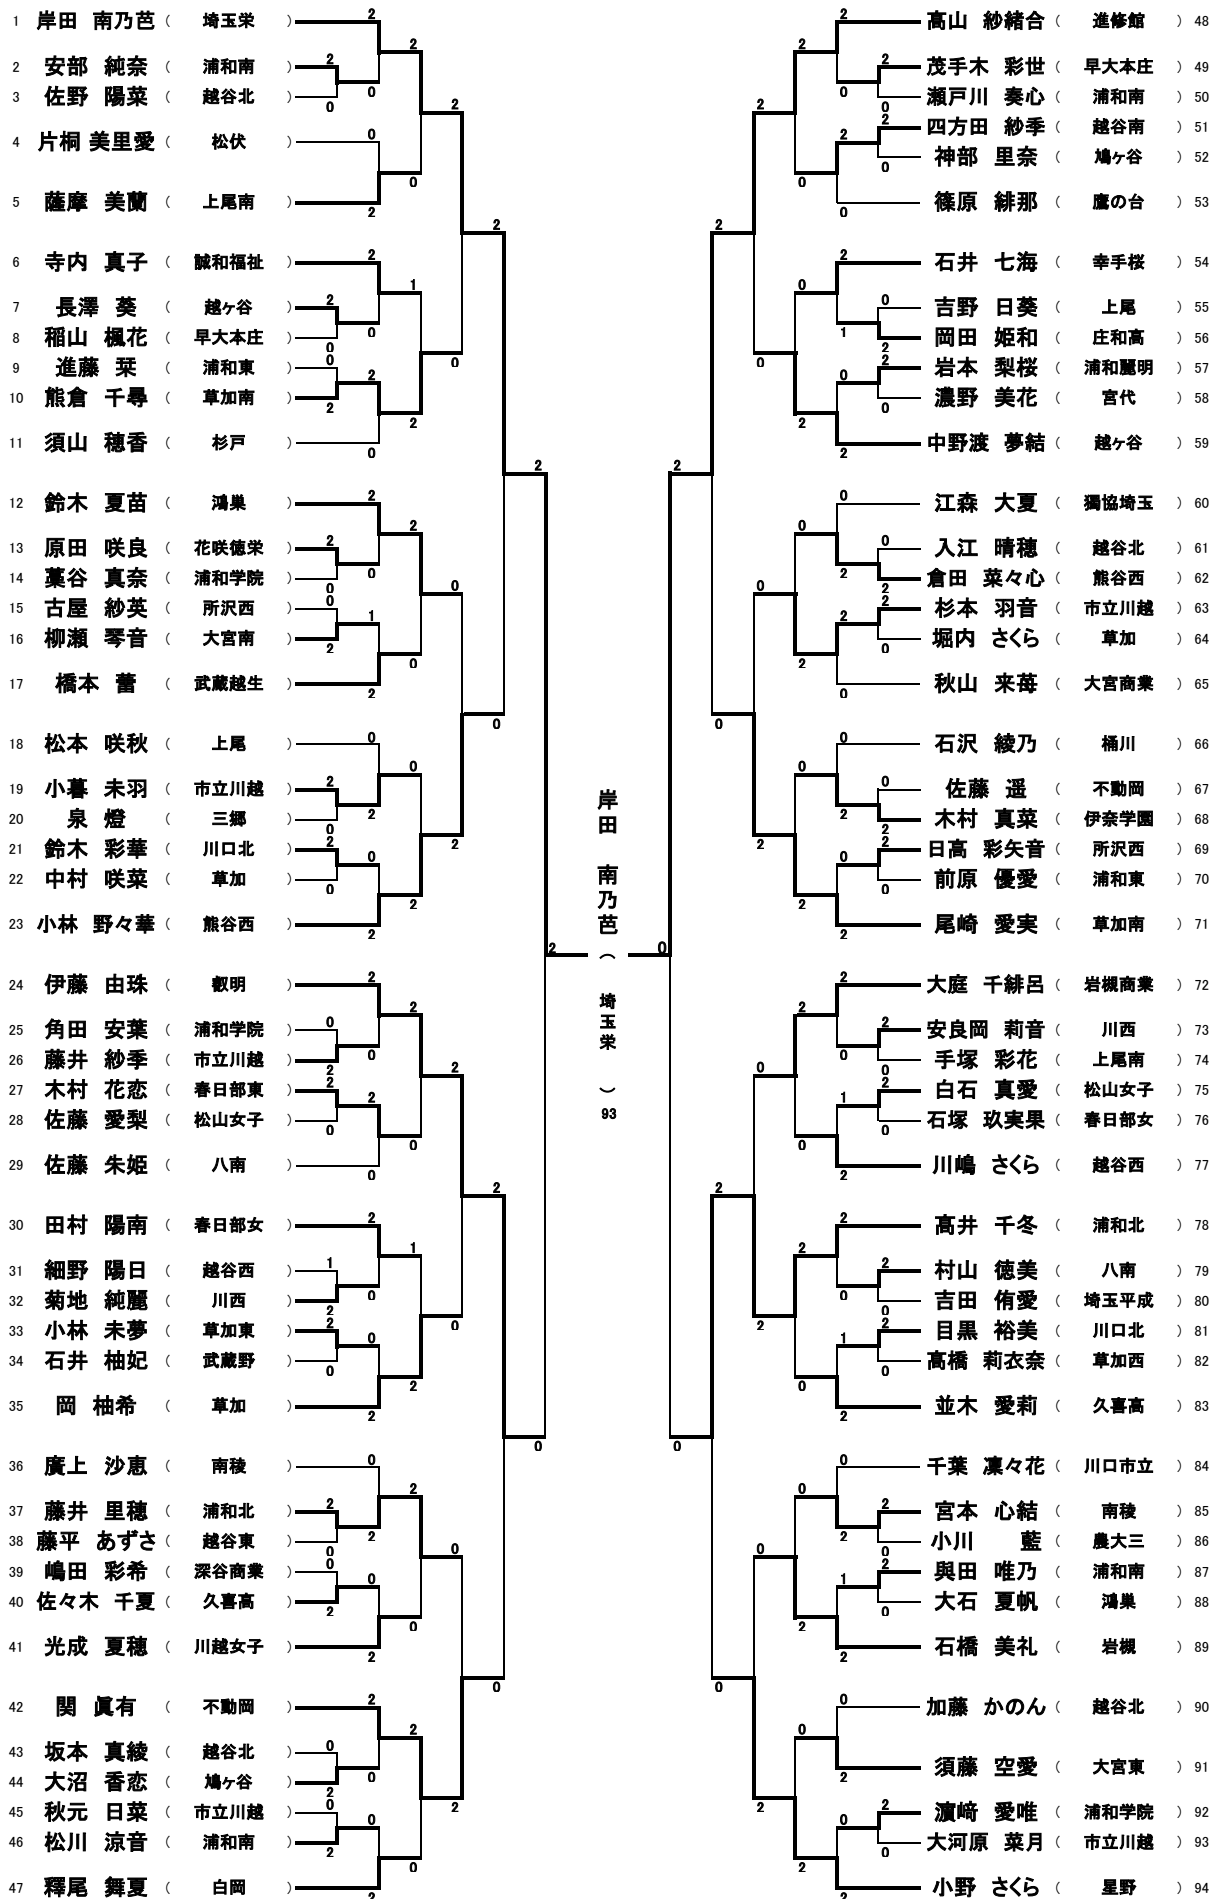 1 岸田 南乃芭 ( 埼玉栄 )
2 安部 純奈 ( 浦和南 )
3 佐野 陽菜 ( 越谷北 )
4 片桐 美里愛 ( 松伏 )
5 薩摩 美蘭 ( 上尾南 )
6 寺内 真子 ( 誠和福祉 )
7 長澤 葵 ( 越ヶ谷 )
8 稲山 楓花 ( 早大本庄 )
9 進藤 栞 ( 浦和東 )
10 熊倉 千尋 ( 草加南 )
11 須山 穂香 ( 杉戸 )
12 鈴木 夏苗 ( 鴻巣 )
13 原田 咲良 ( 花咲徳栄 )
14 藁谷 真奈 ( 浦和学院 )
15 古屋 紗英 ( 所沢西 )
16 柳瀬 琴音 ( 大宮南 )
17 橋本 蕾 ( 武蔵越生 )
18 松本 咲秋 ( 上尾 )
19 小暮 未羽 ( 市立川越 )
20 泉 燈 ( 三郷 )
21 鈴木 彩華 ( 川口北 )
22 中村 咲菜 ( 草加 )
23 小林 野々華 ( 熊谷西 )
24 伊藤 由珠 ( 叡明 )
25 角田 安葉 ( 浦和学院 )
26 藤井 紗季 ( 市立川越 )
27 木村 花恋 ( 春日部東 )
28 佐藤 愛梨 ( 松山女子 )
29 佐藤 朱姫 ( 八南 )
30 田村 陽南 ( 春日部女 )
31 細野 陽日 ( 越谷西 )
32 菊地 純麗 ( 川西 )
33 小林 未夢 ( 草加東 )
34 石井 柚妃 ( 武蔵野 )
35 岡 柚希 ( 草加 )
36 廣上 沙恵 ( 南稜 )
37 藤井 里穂 ( 浦和北 )
38 藤平 あずさ ( 越谷東 )
39 嶋田 彩希 ( 深谷商業 )
40 佐々木 千夏 ( 久喜高 )
41 光成 夏穂 ( 川越女子 )
42 関 眞有 ( 不動岡 )
43 坂本 真綾 ( 越谷北 )
44 大沼 香恋 ( 鳩ヶ谷 )
45 秋元 日菜 ( 市立川越 )
46 松川 涼音 ( 浦和南 )
47 釋尾 舞夏 ( 白岡 )
岸田 南乃芭 ( 埼玉栄 )
93
高山 紗緒合 ( 進修館 ) 48
茂手木 彩世 ( 早大本庄 ) 49
瀬戸川 奏心 ( 浦和南 ) 50
四方田 紗季 ( 越谷南 ) 51
神部 里奈 ( 鳩ヶ谷 ) 52
篠原 緋那 ( 鷹の台 ) 53
石井 七海 ( 幸手桜 ) 54
吉野 日葵 ( 上尾 ) 55
岡田 姫和 ( 庄和高 ) 56
岩本 梨桜 ( 浦和麗明 ) 57
濃野 美花 ( 宮代 ) 58
中野渡 夢結 ( 越ヶ谷 ) 59
江森 大夏 ( 獨協埼玉 ) 60
入江 晴穂 ( 越谷北 ) 61
倉田 菜々心 ( 熊谷西 ) 62
杉本 羽音 ( 市立川越 ) 63
堀内 さくら ( 草加 ) 64
秋山 来苺 ( 大宮商業 ) 65
石沢 綾乃 ( 桶川 ) 66
佐藤 遥 ( 不動岡 ) 67
木村 真菜 ( 伊奈学園 ) 68
日高 彩矢音 ( 所沢西 ) 69
前原 優愛 ( 浦和東 ) 70
尾崎 愛実 ( 草加南 ) 71
大庭 千緋呂 ( 岩槻商業 ) 72
安良岡 莉音 ( 川西 ) 73
手塚 彩花 ( 上尾南 ) 74
白石 真愛 ( 松山女子 ) 75
石塚 玖実果 ( 春日部女 ) 76
川嶋 さくら ( 越谷西 ) 77
髙井 千冬 ( 浦和北 ) 78
村山 徳美 ( 八南 ) 79
吉田 侑愛 ( 埼玉平成 ) 80
目黒 裕美 ( 川口北 ) 81
髙橋 莉衣奈 ( 草加西 ) 82
並木 愛莉 ( 久喜高 ) 83
千葉 凜々花 ( 川口市立 ) 84
宮本 心結 ( 南稜 ) 85
小川 藍 ( 農大三 ) 86
與田 唯乃 ( 浦和南 ) 87
大石 夏帆 ( 鴻巣 ) 88
石橋 美礼 ( 岩槻 ) 89
加藤 かのん ( 越谷北 ) 90
須藤 空愛 ( 大宮東 ) 91
濵﨑 愛唯 ( 浦和学院 ) 92
大河原 菜月 ( 市立川越 ) 93
小野 さくら ( 星野 ) 94